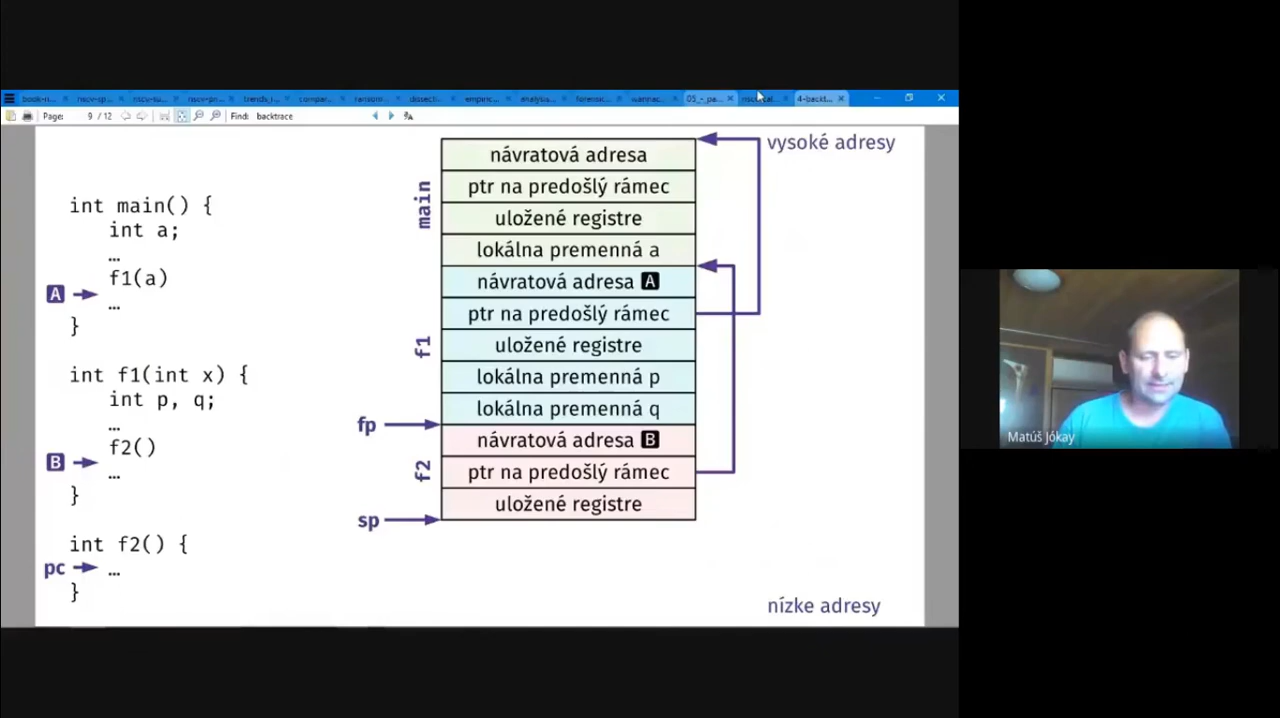 Page: 9 / 12 Find: backtrace
int main() {
int a;
…
f1(a)
A
…
}
int f1(int x) {
int p, q;
…
f2()
B
…
}
int f2() {
pc …
}
main
návratová adresa
ptr na predošlý rámec
uložené registre
lokálna premenná a
f1
návratová adresa A
ptr na predošlý rámec
uložené registre
lokálna premenná p
lokálna premenná q
fp
f2
návratová adresa B
ptr na predošlý rámec
uložené registre
sp
vysoké adresy
nízke adresy
Matúš Jókay